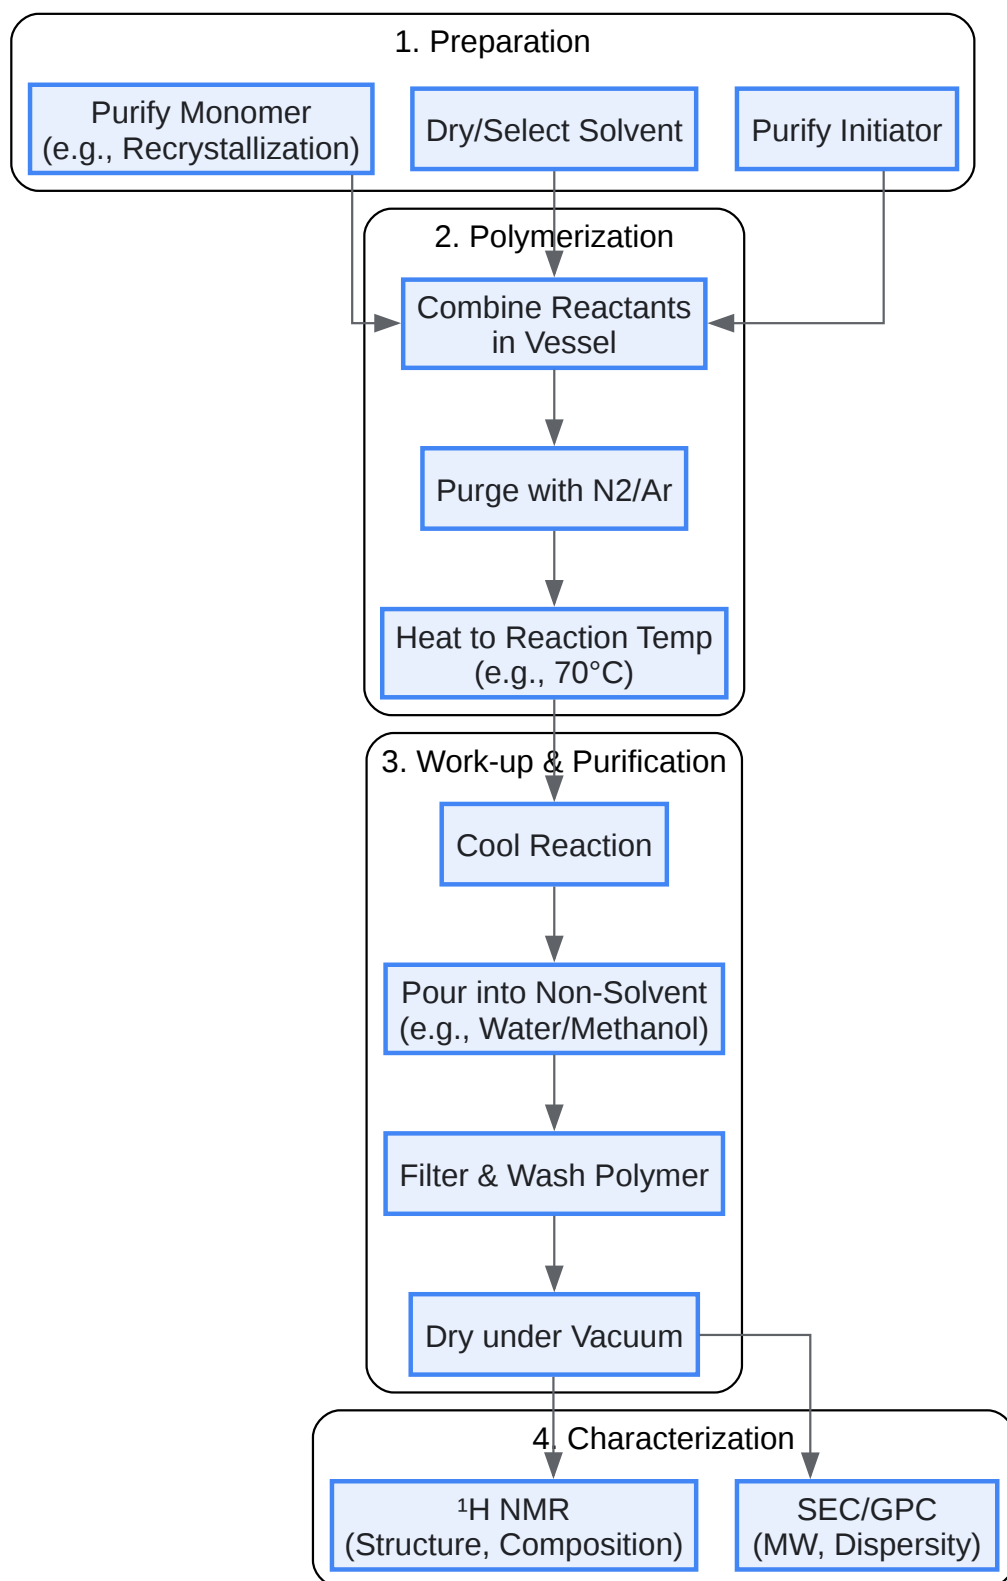 1. Preparation
Purify Monomer
(e.g., Recrystallization)
Dry/Select Solvent
Purify Initiator
2. Polymerization
Combine Reactants
in Vessel
Purge with N2/Ar
Heat to Reaction Temp
(e.g., 70°C)
3. Work-up & Purification
Cool Reaction
Pour into Non-Solvent
(e.g., Water/Methanol)
Filter & Wash Polymer
Dry under Vacuum
4. Characterization
¹H NMR
(Structure, Composition)
SEC/GPC
(MW, Dispersity)